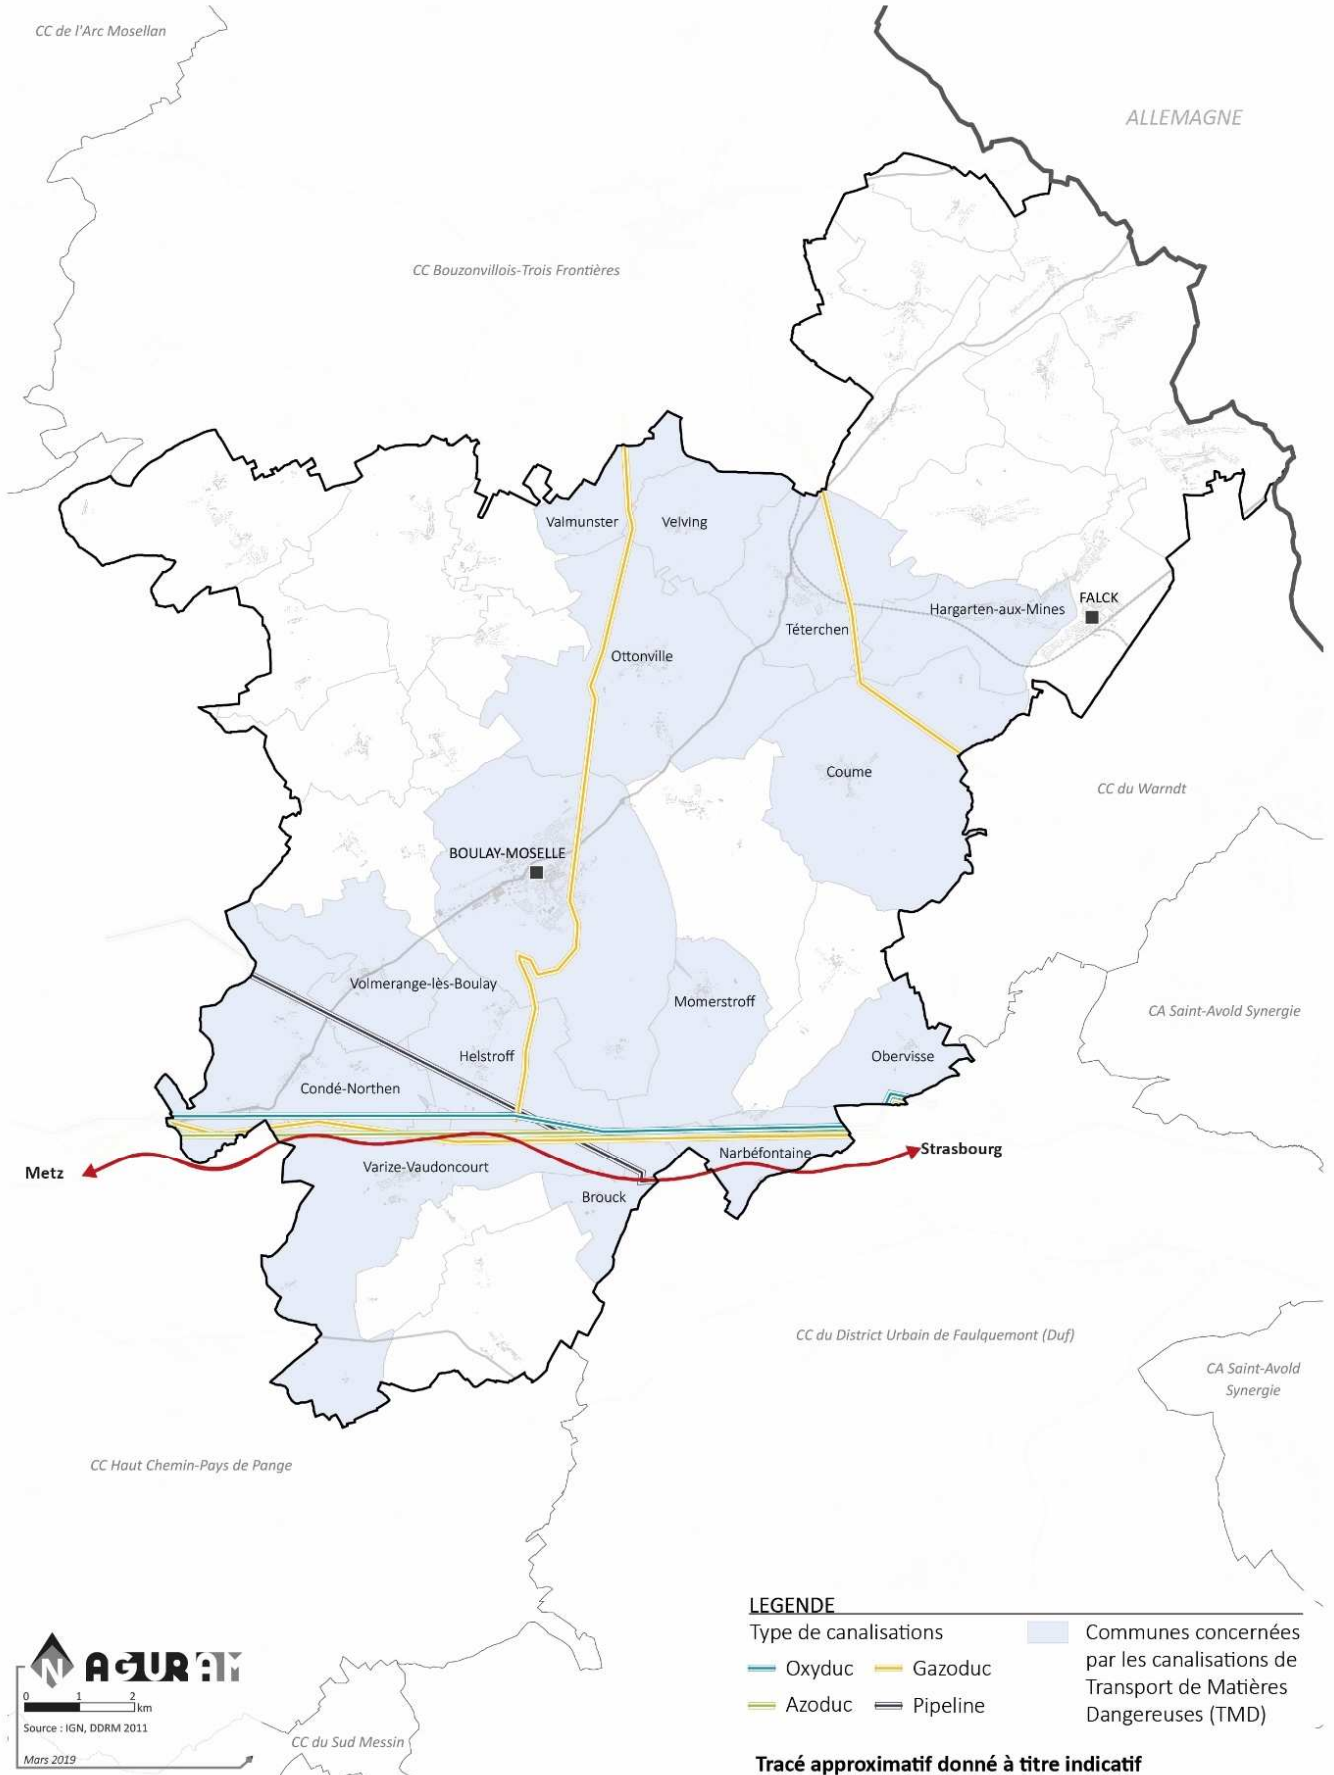 CC de l'Arc Mosellan
ALLEMAGNE
CC Bouzonvillois-Trois Frontières
Valmunster
Velving
FALCK
Hargarten-aux-Mines
Téterchen
Ottonville
Coume
CC du Warndt
BOULAY-MOSELLE
Volmerange-lès-Boulay
Momerstroff
CA Saint-Avold Synergie
Helstroff
Obervisse
Condé-Northen
Metz
Varize-Vaudoncourt
Narbéfontaine
Strasbourg
Brouck
CC du District Urbain de Faulquemont (Duf)
CA Saint-Avold
Synergie
CC Haut Chemin-Pays de Pange
LEGENDE
Type de canalisations
Oxyduc
Gazoduc
Azoduc
Pipeline
Communes concernées
par les canalisations de
Transport de Matières
Dangereuses (TMD)
N AGURAM
0 1 2
km
Source : IGN, DDRM 2011
Mars 2019
CC du Sud Messin
Tracé approximatif donné à titre indicatif